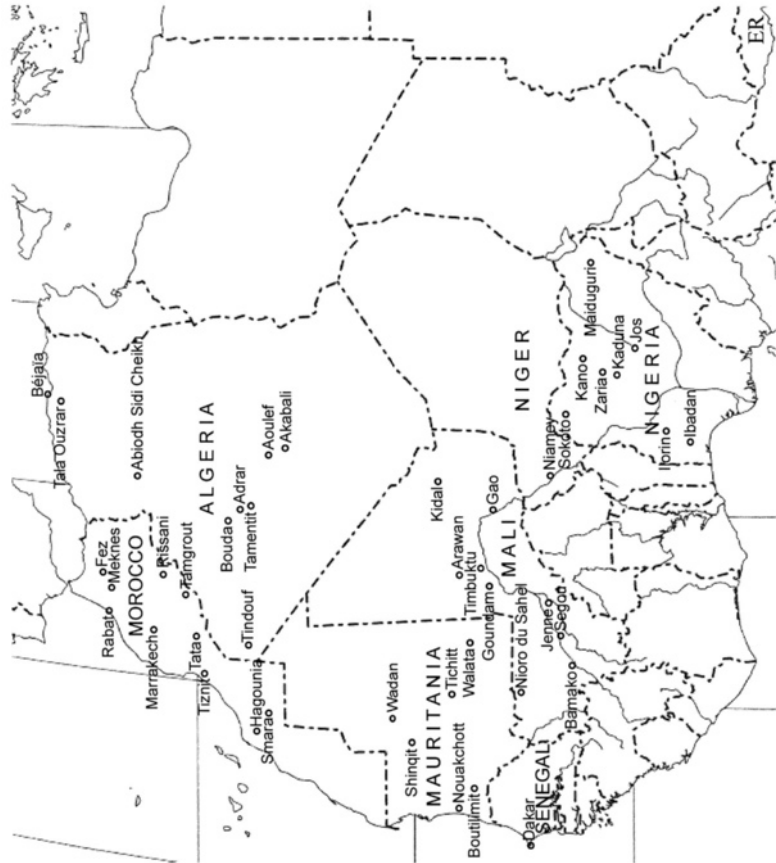 Béjaïa
Tala Ouzrar
Fez
Meknes
Rabat
MOROCCO
Abiodh Sidi Cheikh
Marrakech
Rissani
Tamgrout
Tata
Tiznit
ALGERIA
Bouda
Adrar
Tamentit
Aoulef
Akabali
Tindouf
Hagounia
Smara
Wadan
Shinqit
MAURITANIA
Tichitt
Walata
Nouakchott
Boutilimit
Kidal
Arawan
Timbuktu
Goundam
Gao
MALI
NIGER
Nioro du Sahel
Jenne
Segou
Bamako
Dakar
SENEGAL
Niamey
Sokoto
Kano
Zaria
Maiduguri
Kaduna
Jos
NIGERIA
Ilorin
Ibadan
ER